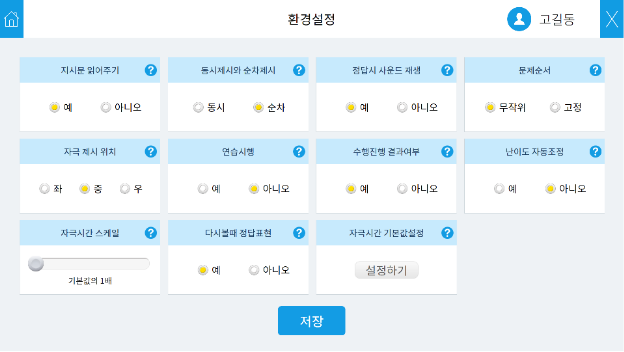 환경설정
고길동
지시문 읽어주기 ?
동시제시와 순차제시 ?
정답시 사운드 재생 ?
문제순서 ?
예 아니오
동시 순차
예 아니오
무작위 고정
자극 제시 위치 ?
연습시행 ?
수행진행 결과여부 ?
난이도 자동조정 ?
좌 중 우
예 아니오
예 아니오
예 아니오
자극시간 스케일 ?
다시볼때 정답표현 ?
자극시간 기본값설정 ?
기본값의 1배
예 아니오
설정하기
저장